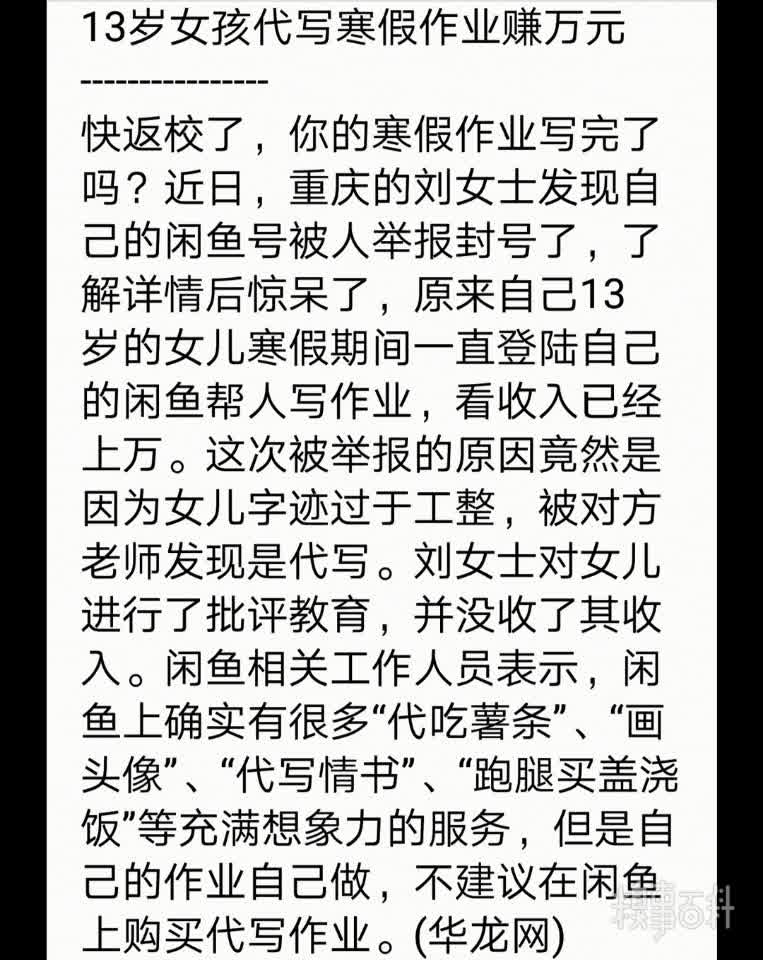 13岁女孩代写寒假作业赚万元
----------------
快返校了，你的寒假作业写完了
吗？近日，重庆的刘女士发现自
己的闲鱼号被人举报封号了，了
解详情后惊呆了，原来自己13
岁的女儿寒假期间一直登陆自己
的闲鱼帮人写作业，看收入已经
上万。这次被举报的原因竟然是
因为女儿字迹过于工整，被对方
老师发现是代写。刘女士对女儿
进行了批评教育，并没收了其收
入。闲鱼相关工作人员表示，闲
鱼上确实有很多“代吃薯条”、“画
头像”、“代写情书”、“跑腿买盖浇
饭”等充满想象力的服务，但是自
己的作业自己做，不建议在闲鱼
上购买代写作业。(华龙网)
糗事百科